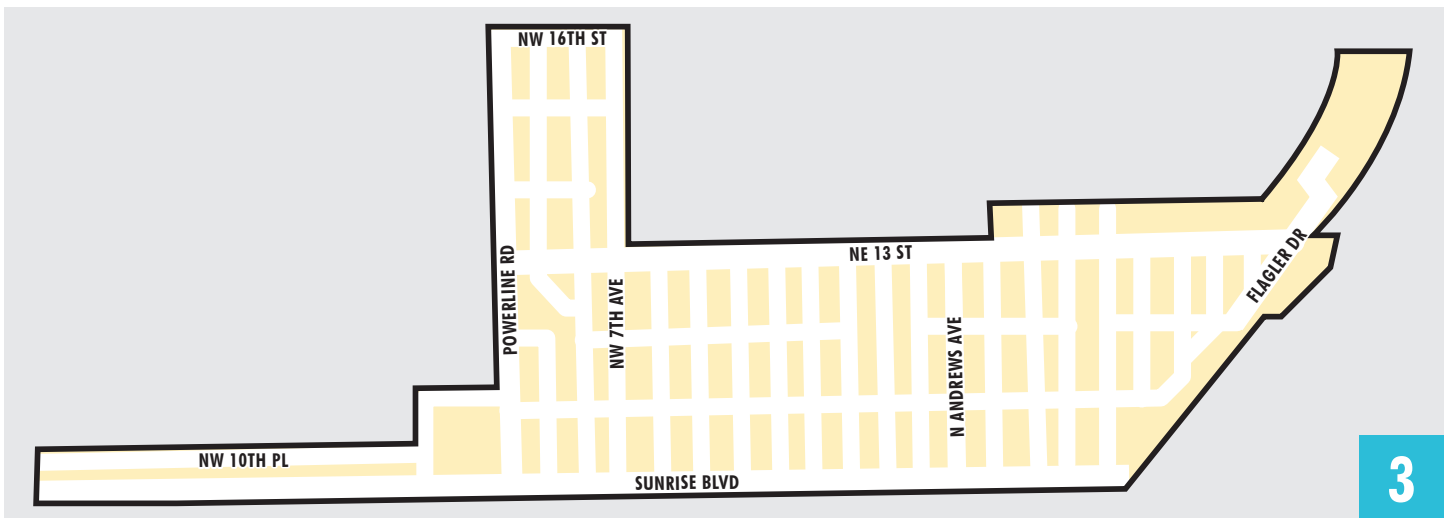 NW 16TH ST
NE 13 ST
POWERLINE RD
NW 7TH AVE
FLAGLER DR
N ANDREWS AVE
NW 10TH PL
SUNRISE BLVD
3